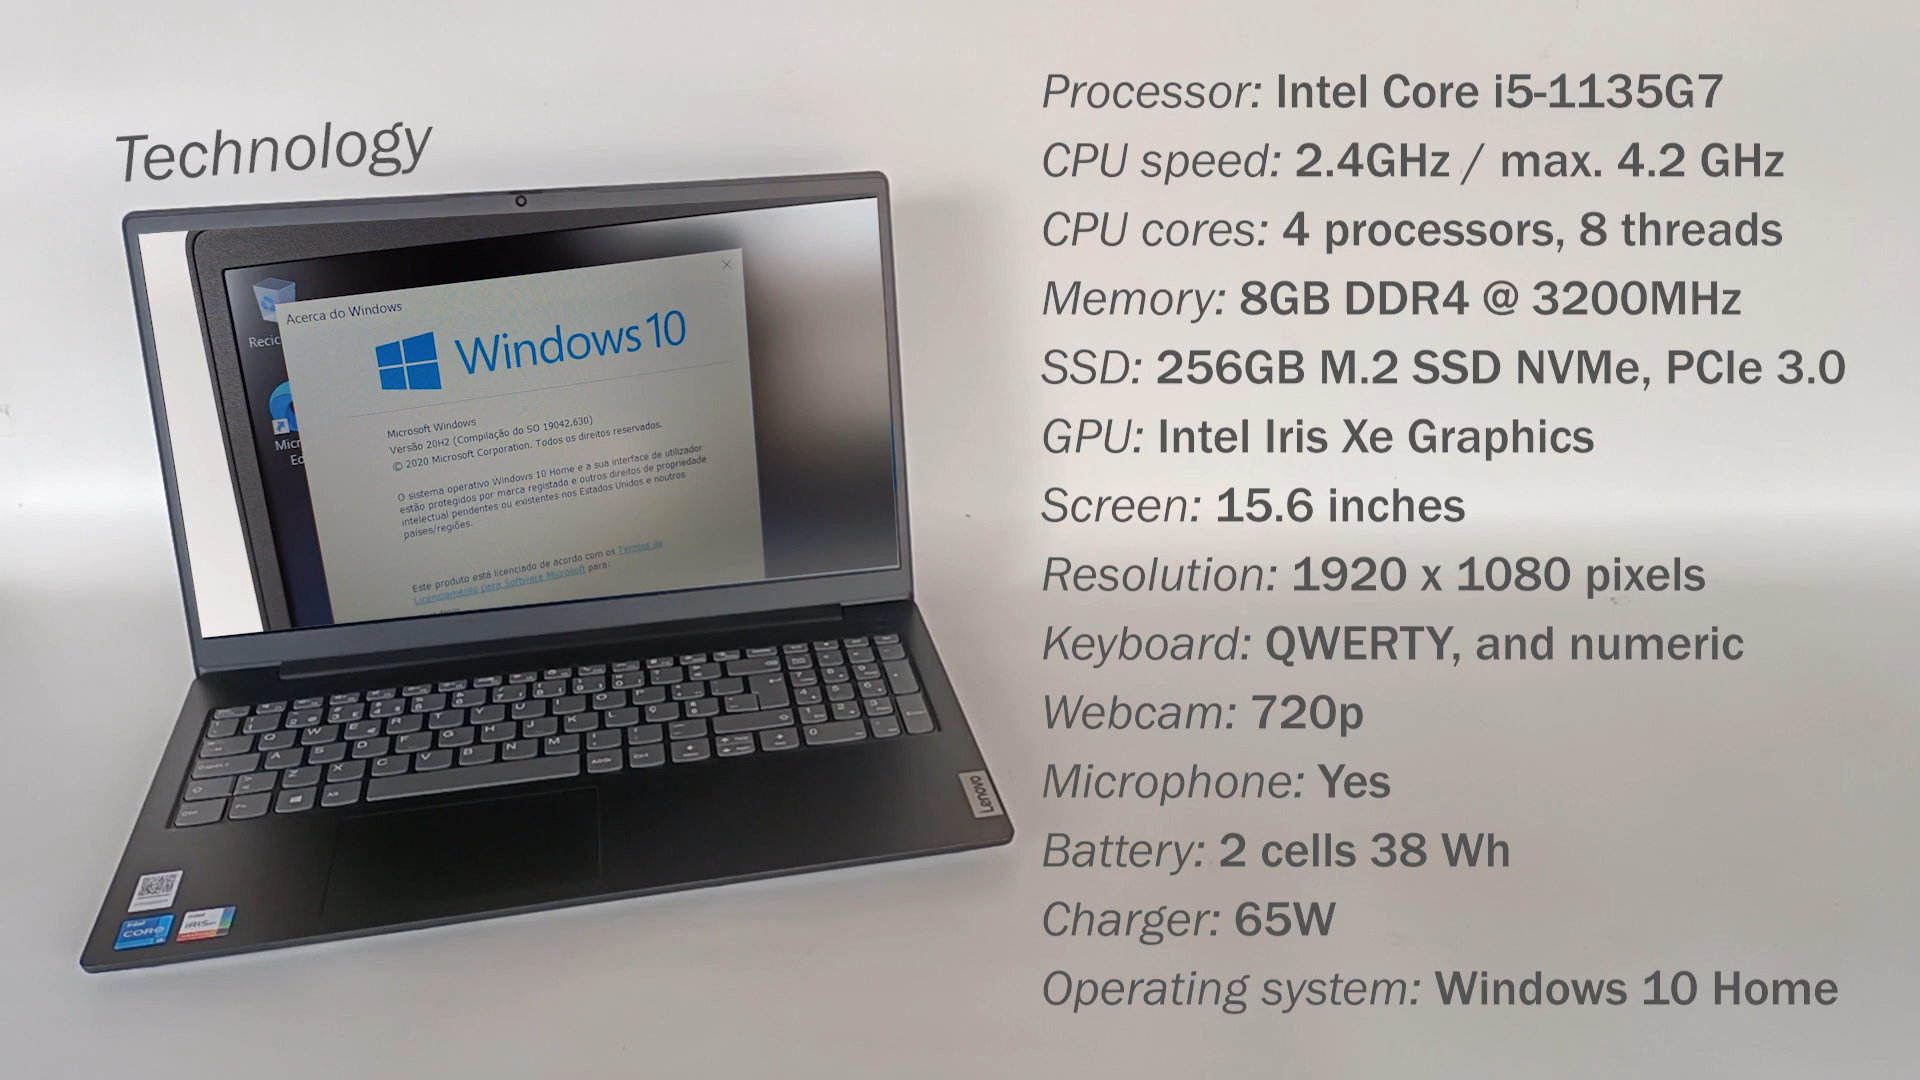 Technology
Acerca do Windows
Windows 10
Microsoft Windows
Versão 20H2 (Compilação do SO 19042.630)
© 2020 Microsoft Corporation. Todos os direitos reservados.
O sistema operativo Windows 10 Home e a sua interface de utilizador
estão protegidos por marca registada e outros direitos de propriedade
intelectual pendentes ou existentes nos Estados Unidos e noutros
países/regiões.
Este produto está licenciado de acordo com os Termos de
Licenciamento para Software Microsoft para:
Lenovo
intel
CORE
i5
intel
iRIS xe
Processor: Intel Core i5-1135G7
CPU speed: 2.4GHz / max. 4.2 GHz
CPU cores: 4 processors, 8 threads
Memory: 8GB DDR4 @ 3200MHz
SSD: 256GB M.2 SSD NVMe, PCIe 3.0
GPU: Intel Iris Xe Graphics
Screen: 15.6 inches
Resolution: 1920 x 1080 pixels
Keyboard: QWERTY, and numeric
Webcam: 720p
Microphone: Yes
Battery: 2 cells 38 Wh
Charger: 65W
Operating system: Windows 10 Home